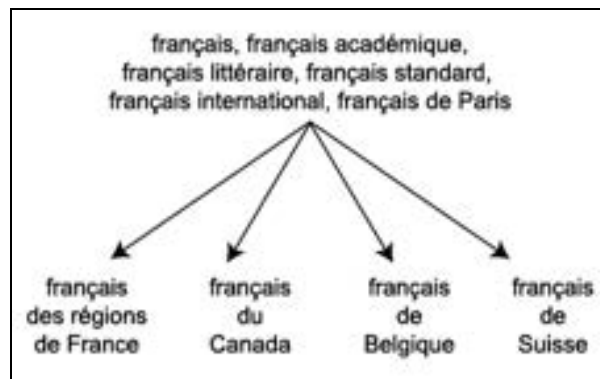 français, français académique,
français littéraire, français standard,
français international, français de Paris
français
des régions
de France
français
du
Canada
français
de
Belgique
français
de
Suisse